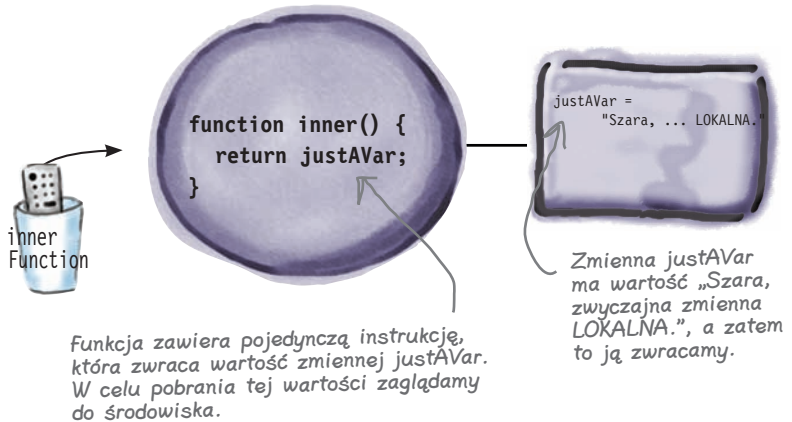 function inner() {
return justAVar;
}
justAVar =
"Szara, ... LOKALNA."
inner
Function
Zmienna justAVar
ma wartość „Szara,
zwyczajna zmienna
LOKALNA.”, a zatem
to ją zwracamy.
Funkcja zawiera pojedynczą instrukcję,
która zwraca wartość zmiennej justAVar.
W celu pobrania tej wartości zaglądamy
do środowiska.